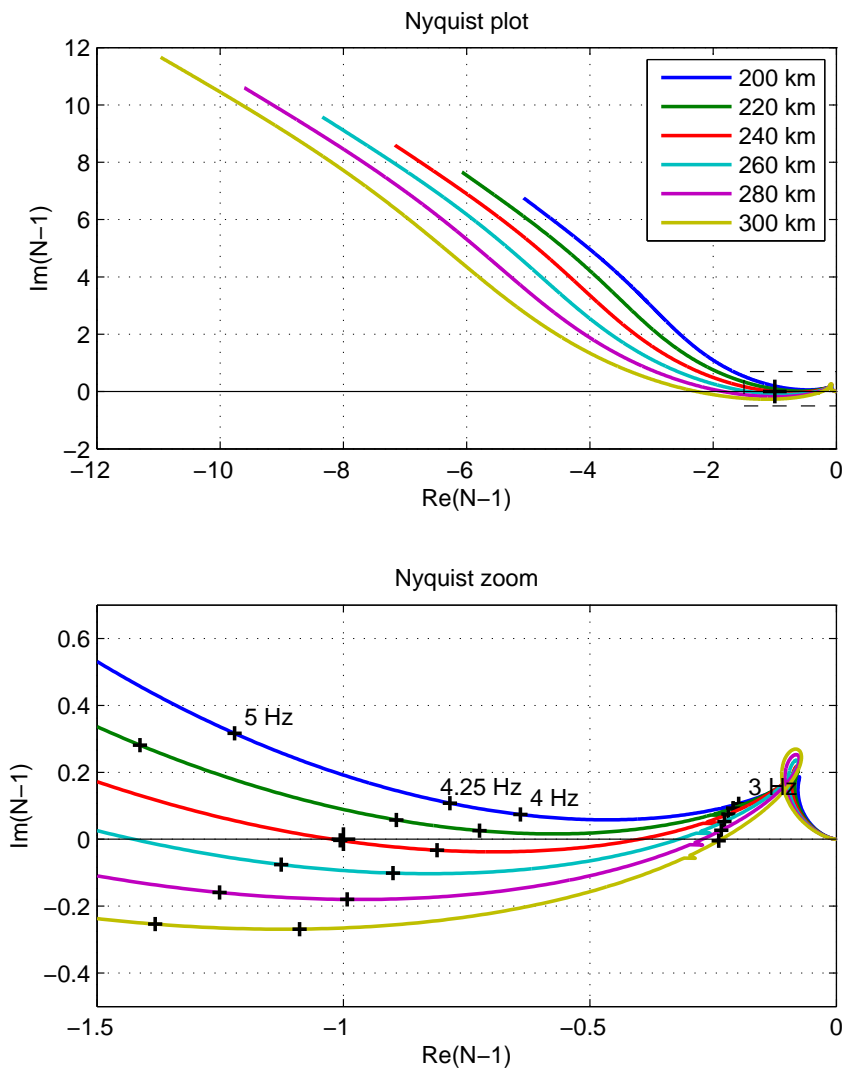 Nyquist plot
12
10
8
6
4
2
0
−2
Im(N−1)
200 km
220 km
240 km
260 km
280 km
300 km
−12
−10
−8
−6
−4
−2
0
Re(N−1)
Nyquist zoom
0.6
0.4
0.2
0
−0.2
−0.4
Im(N−1)
5 Hz
4.25 Hz
4 Hz
3 Hz
−1.5
−1
−0.5
0
Re(N−1)